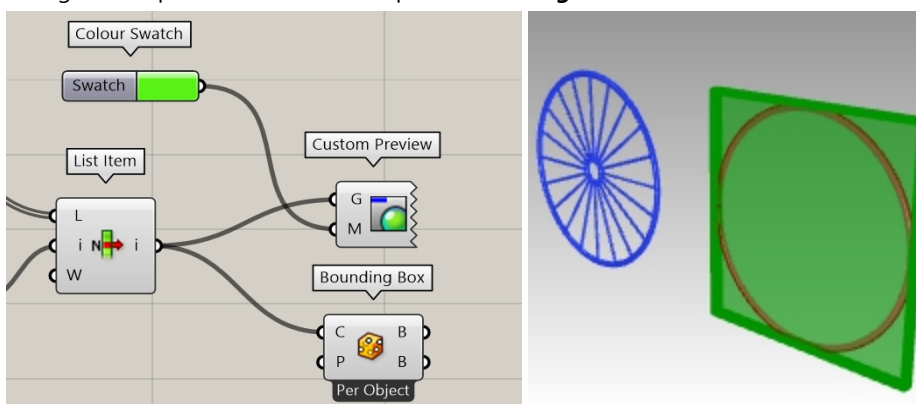 Colour Swatch
Swatch
List Item
Custom Preview
L
i N i
W
G
M
Bounding Box
C B
P B
Per Object